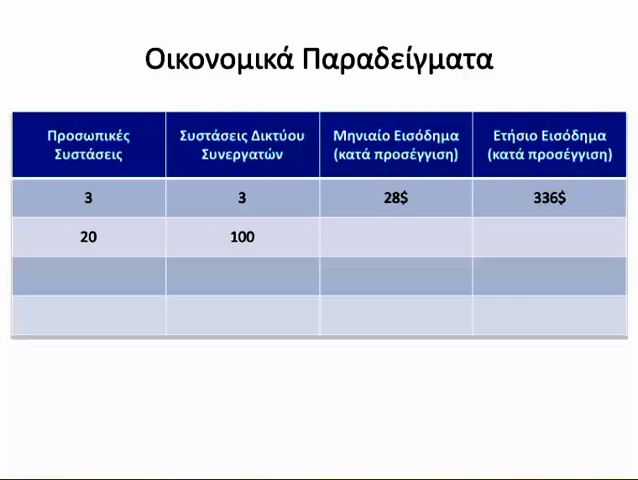 Οικονομικά Παραδείγματα
Προσωπικές Συστάσεις
Συστάσεις Δικτύου Συνεργατών
Μηνιαίο Εισόδημα (κατά προσέγγιση)
Ετήσιο Εισόδημα (κατά προσέγγιση)
3 3 28$ 336$
20 100